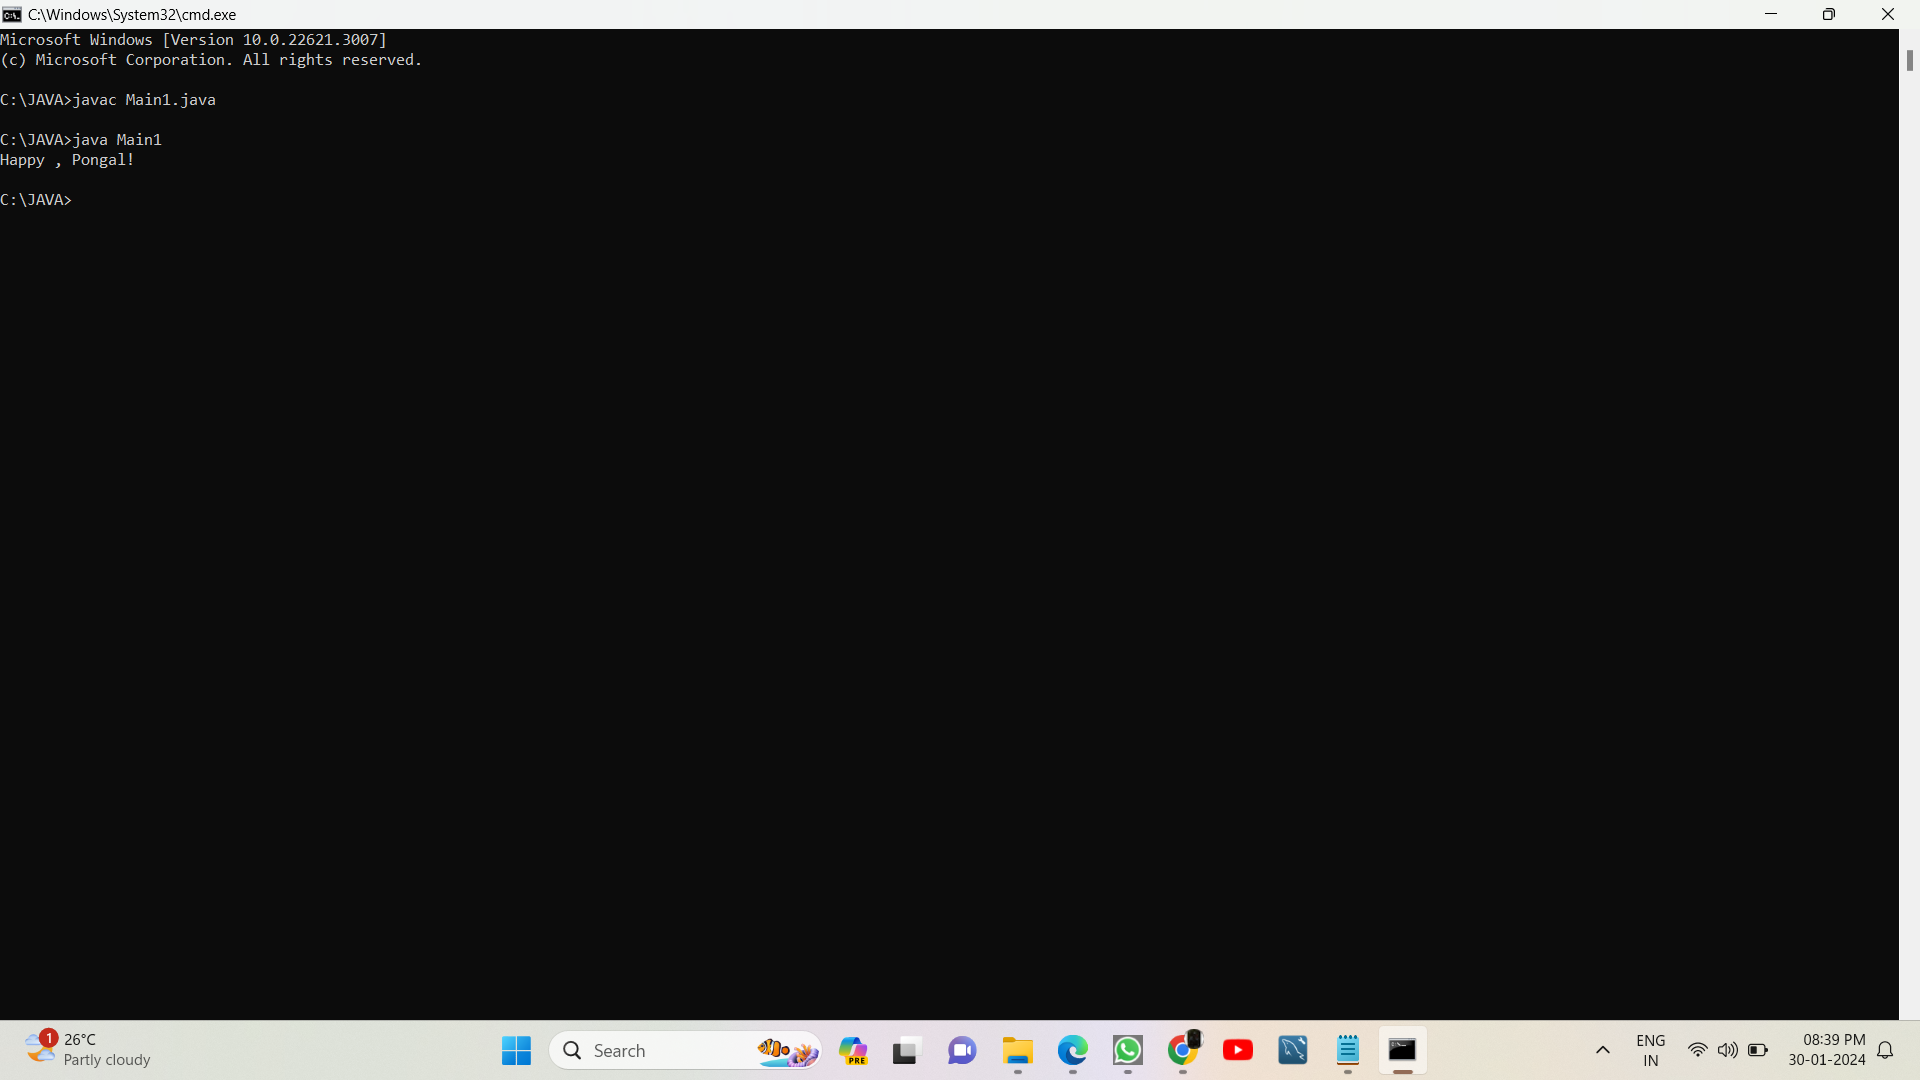 C:\Windows\System32\cmd.exe
Microsoft Windows [Version 10.0.22621.3007]
(c) Microsoft Corporation. All rights reserved.
C:\JAVA>javac Main1.java
C:\JAVA>java Main1
Happy , Pongal!
C:\JAVA>
1
26°C
Partly cloudy
Search
PRE
ENG
IN
08:39 PM
30-01-2024